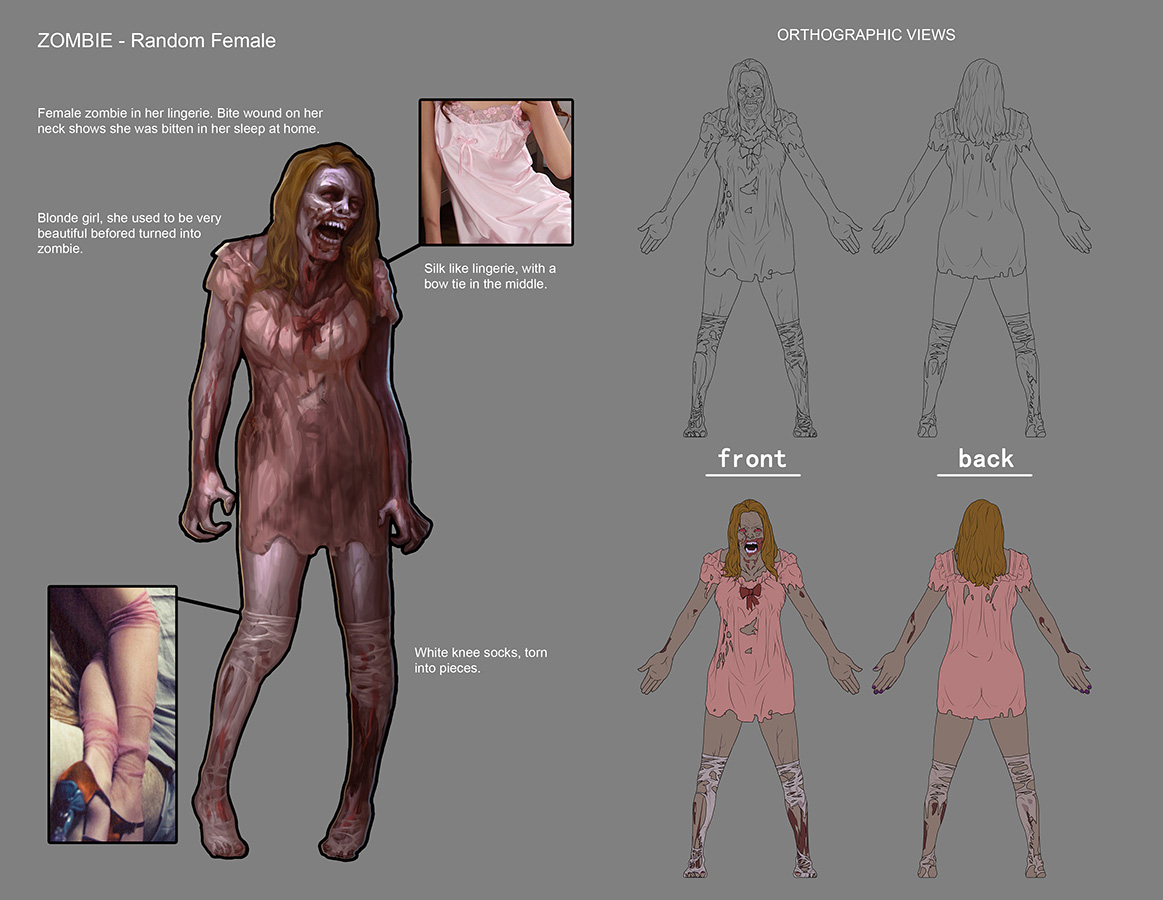 ZOMBIE - Random Female
ORTHOGRAPHIC VIEWS
Female zombie in her lingerie. Bite wound on her
neck shows she was bitten in her sleep at home.
Blonde girl, she used to be very
beautiful befored turned into
zombie.
Silk like lingerie, with a
bow tie in the middle.
White knee socks, torn
into pieces.
front
back